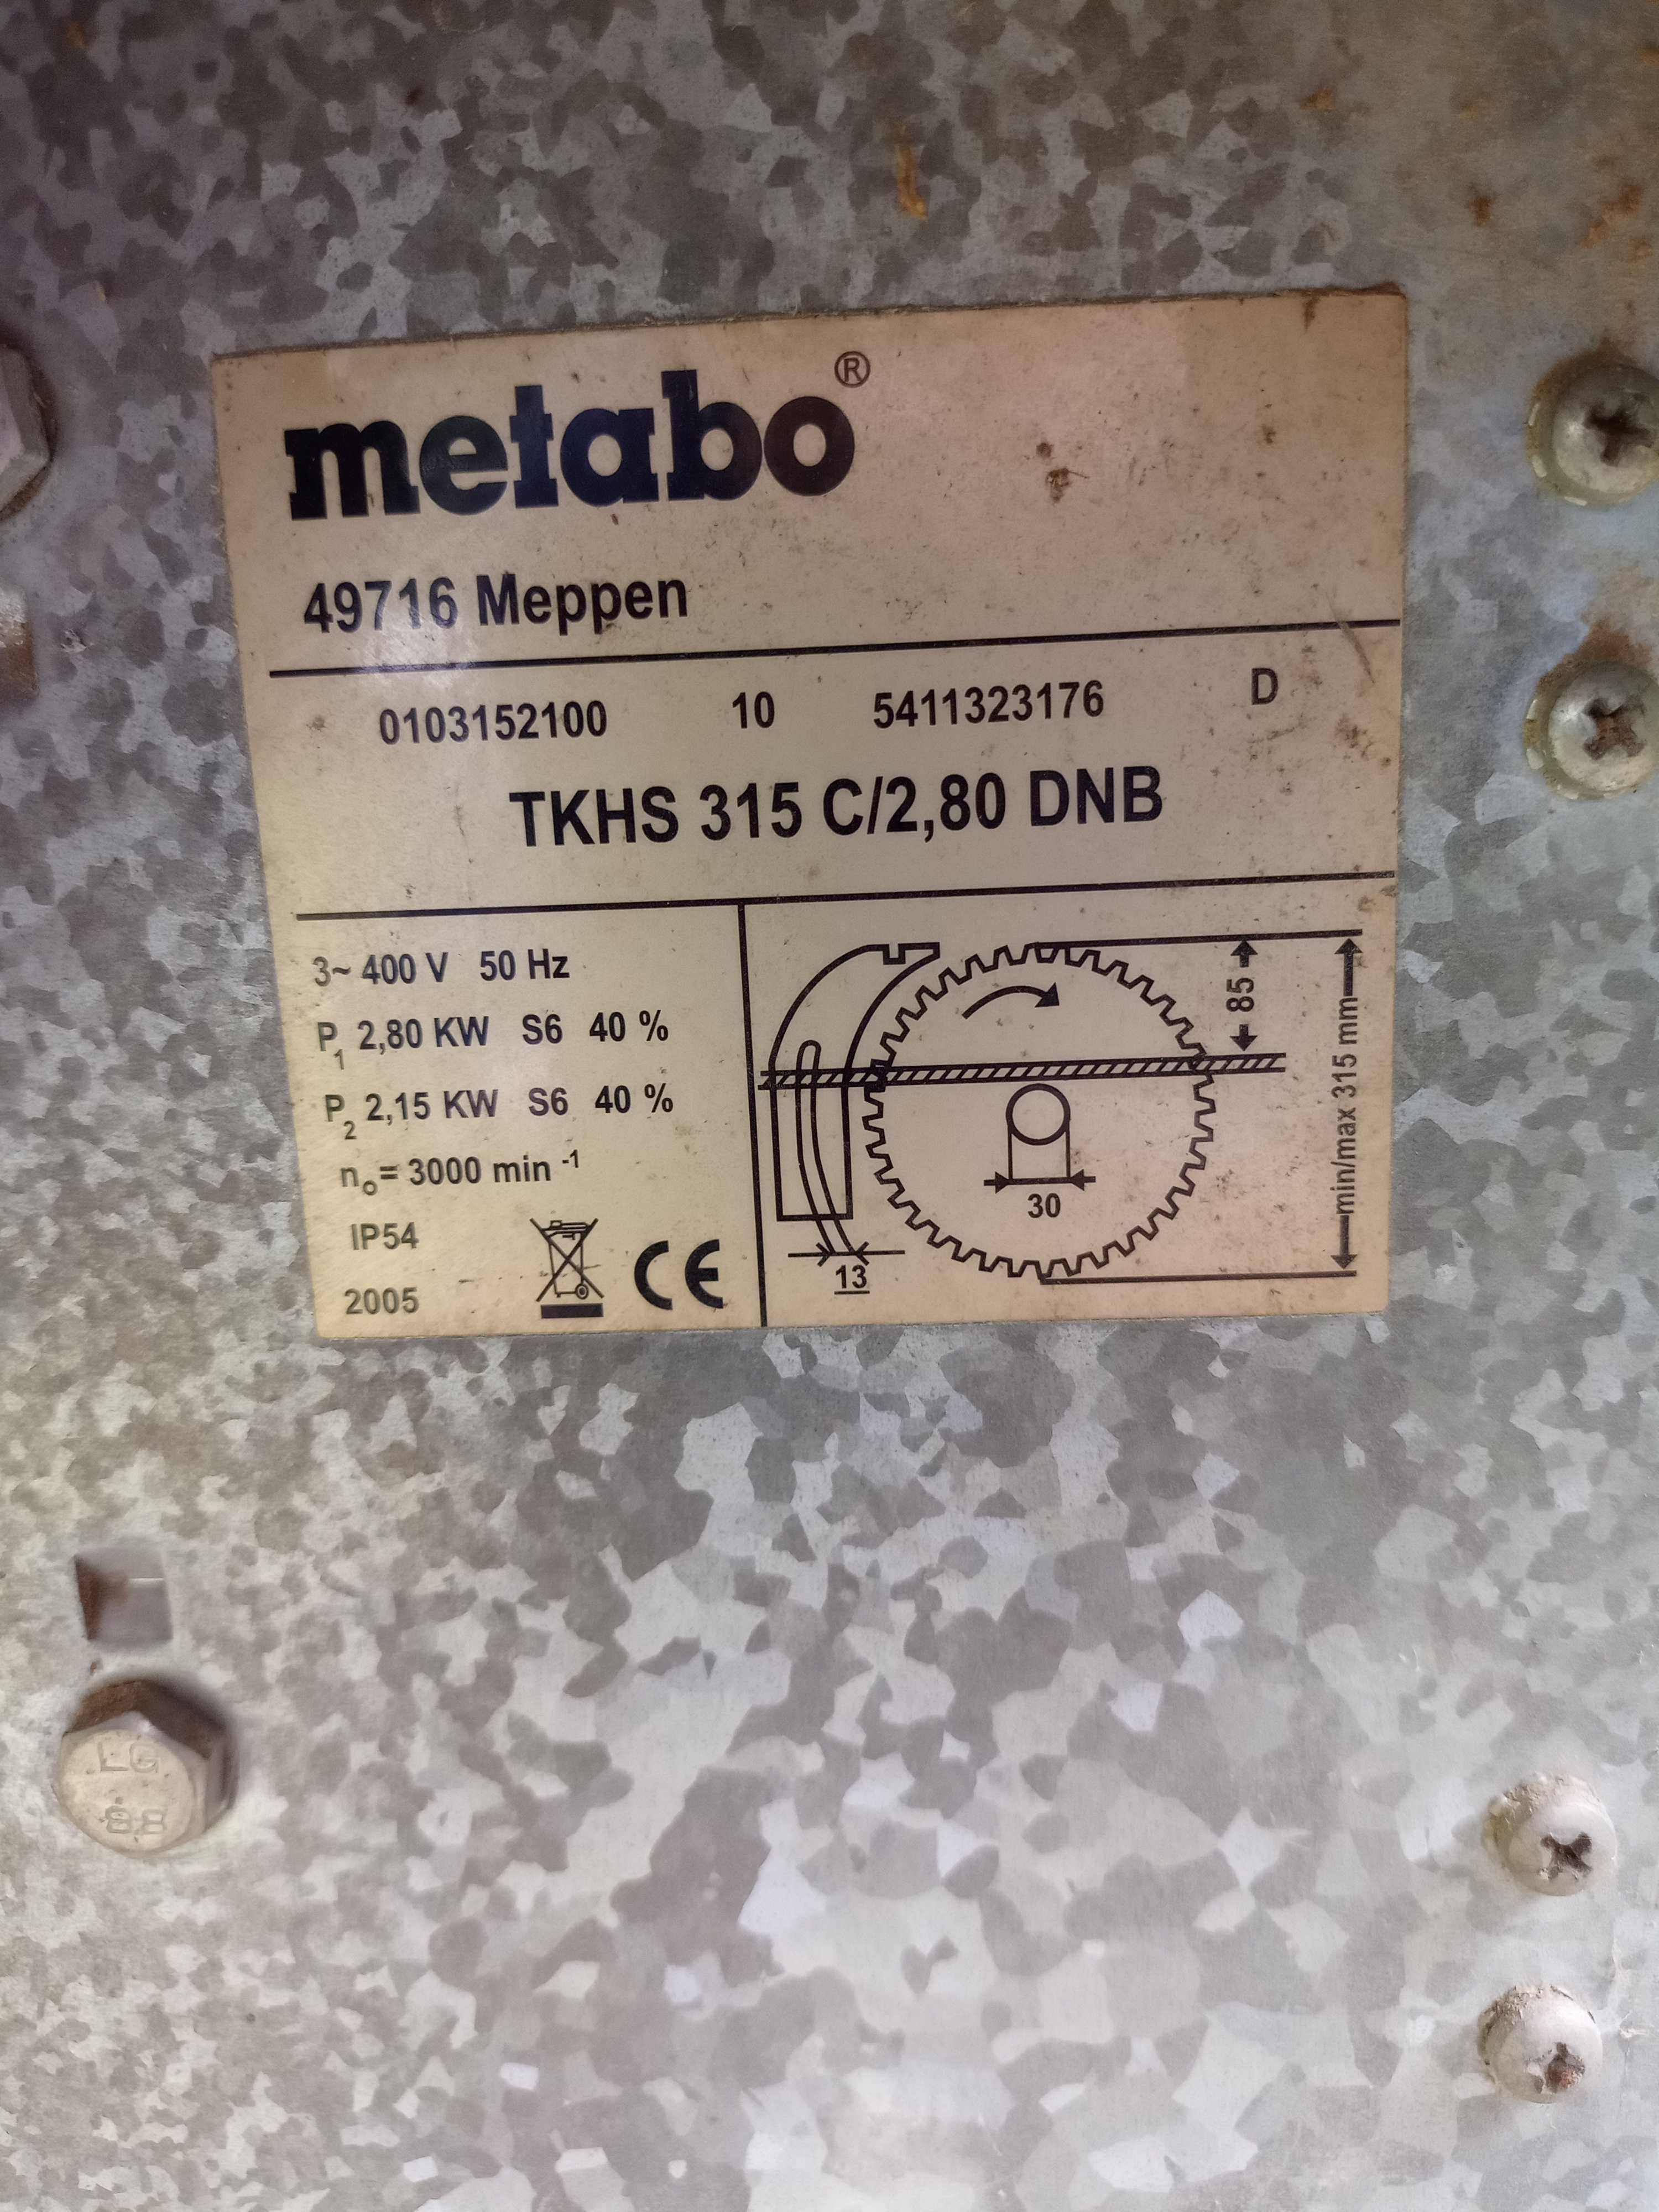 metabo®
49716 Meppen
0103152100 10 5411323176 D
TKHS 315 C/2,80 DNB
3~ 400 V 50 Hz
P1 2,80 KW S6 40 %
P2 2,15 KW S6 40 %
no= 3000 min -1
IP54
2005
CE
85
min/max 315 mm
30
13
LG
8.8